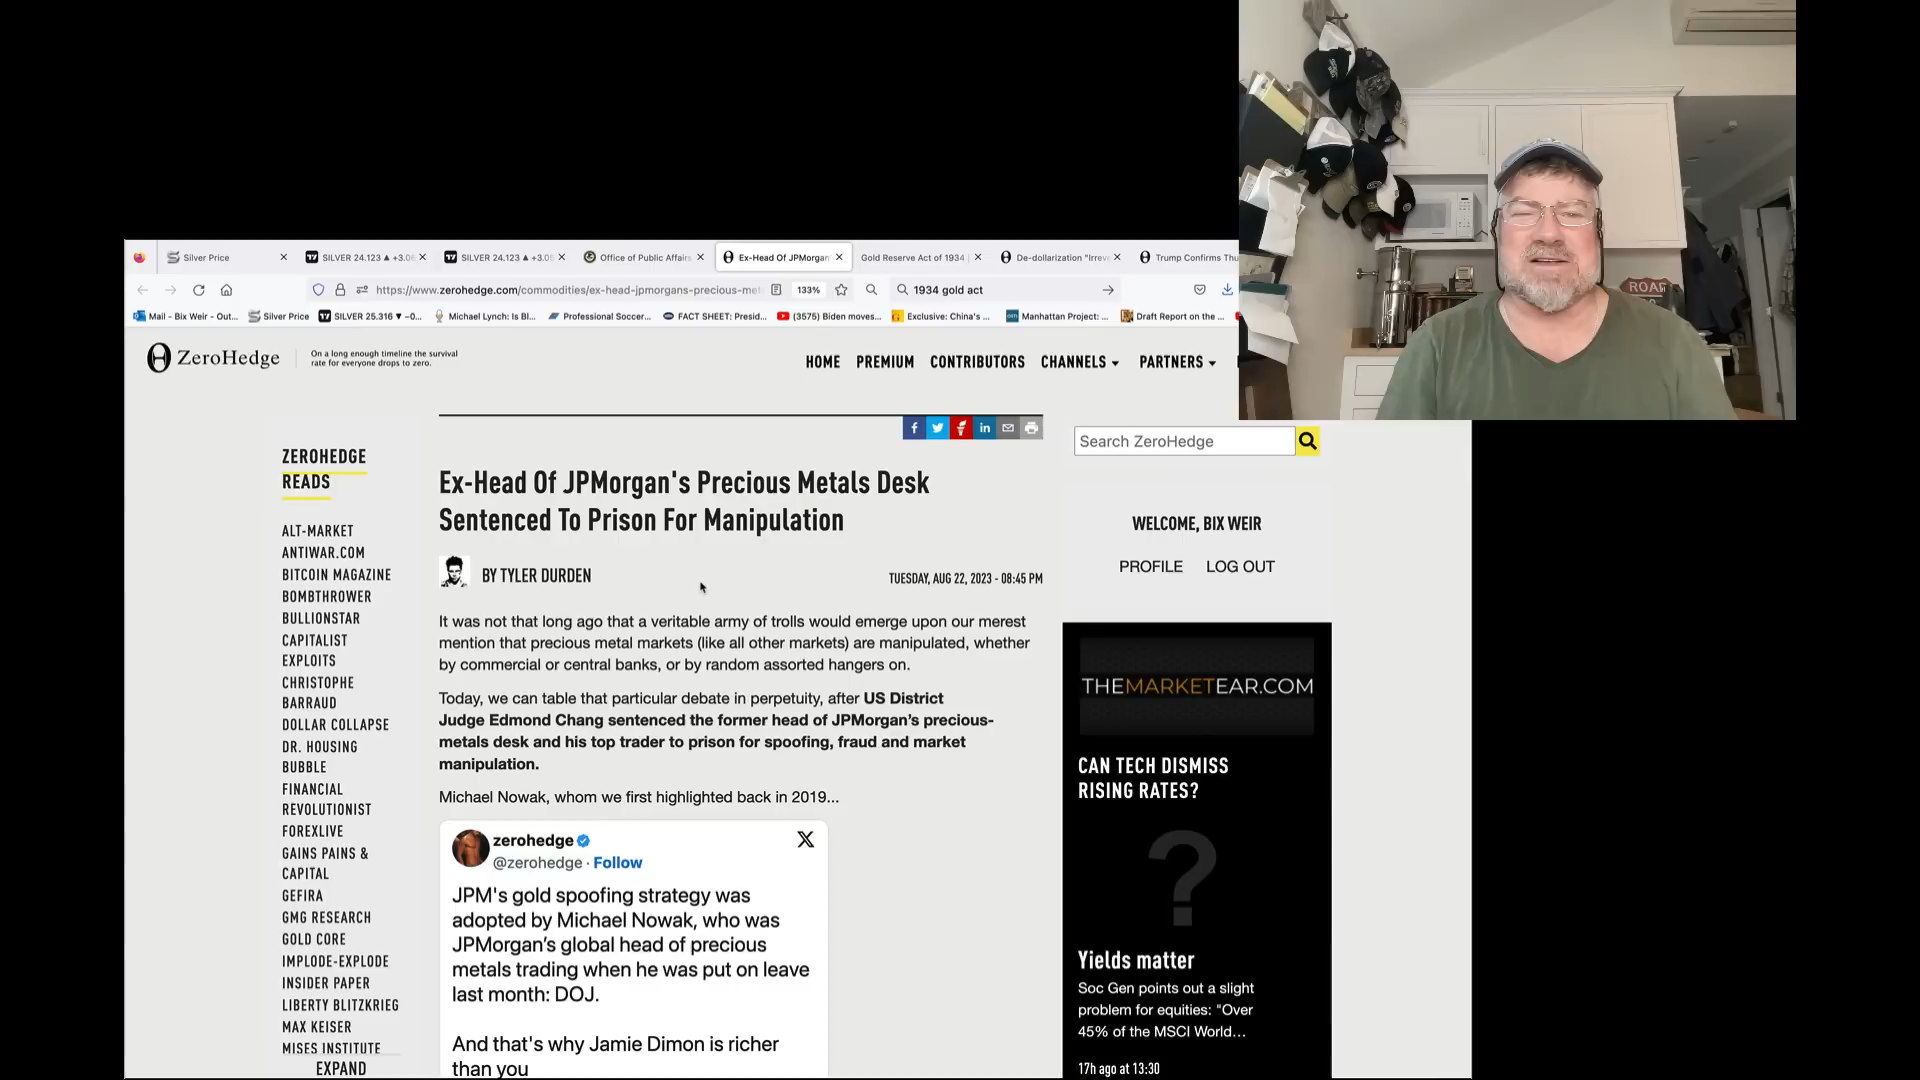 Silver Price
SILVER 24.123 ▲ +3.0
SILVER 24.123 ▲ +3.0
Office of Public Affairs
Ex-Head Of JPMorgan
Gold Reserve Act of 1934
De-dollarization "Irrev
Trump Confirms Thu
https://www.zerohedge.com/commodities/ex-head-jpmorgans-precious-me
133%
1934 gold act
Mail - Bix Weir - Out...
Silver Price
SILVER 25.316 ▼ −0...
Michael Lynch: Is Bl...
Professional Soccer...
FACT SHEET: Presid...
(3575) Biden moves...
Exclusive: China's ...
Manhattan Project: ...
Draft Report on the ...
ZeroHedge
On a long enough timeline the survival
rate for everyone drops to zero.
HOME PREMIUM CONTRIBUTORS CHANNELS PARTNERS
ROAD
Search ZeroHedge
ZEROHEDGE
READS
ALT-MARKET
ANTIWAR.COM
BITCOIN MAGAZINE
BOMBTHROWER
BULLIONSTAR
CAPITALIST
EXPLOITS
CHRISTOPHE
BARRAUD
DOLLAR COLLAPSE
DR. HOUSING
BUBBLE
FINANCIAL
REVOLUTIONIST
FOREXLIVE
GAINS PAINS &
CAPITAL
GEFIRA
GMG RESEARCH
GOLD CORE
IMPLODE-EXPLODE
INSIDER PAPER
LIBERTY BLITZKRIEG
MAX KEISER
MISES INSTITUTE
EXPAND
Ex-Head Of JPMorgan's Precious Metals Desk
Sentenced To Prison For Manipulation
BY TYLER DURDEN
TUESDAY, AUG 22, 2023 - 08:45 PM
It was not that long ago that a veritable army of trolls would emerge upon our merest
mention that precious metal markets (like all other markets) are manipulated, whether
by commercial or central banks, or by random assorted hangers on.
Today, we can table that particular debate in perpetuity, after US District
Judge Edmond Chang sentenced the former head of JPMorgan's precious-
metals desk and his top trader to prison for spoofing, fraud and market
manipulation.
Michael Nowak, whom we first highlighted back in 2019...
zerohedge
@zerohedge · Follow
JPM's gold spoofing strategy was
adopted by Michael Nowak, who was
JPMorgan's global head of precious
metals trading when he was put on leave
last month: DOJ.
And that's why Jamie Dimon is richer
than you
WELCOME, BIX WEIR
PROFILE LOG OUT
THEMARKETEAR.COM
CAN TECH DISMISS
RISING RATES?
?
Yields matter
Soc Gen points out a slight
problem for equities: "Over
45% of the MSCI World...
17h ago at 13:30